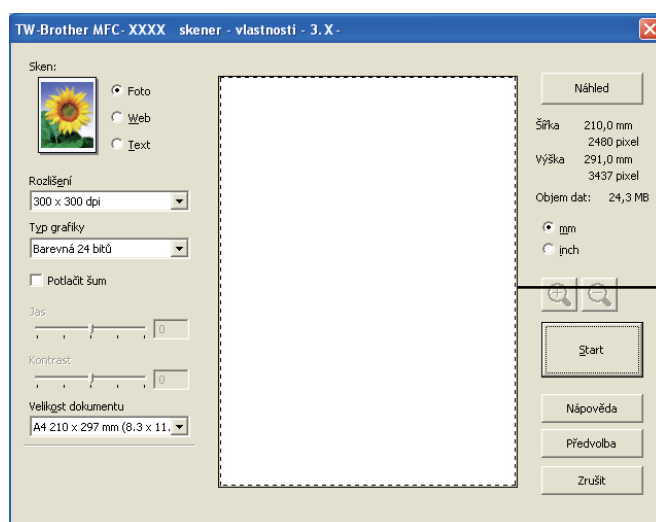 TW-Brother MFC- XXXX skener - vlastnosti - 3. X -
Sken:
Foto
Web
Text
Rozlišení
300 x 300 dpi
Typ grafiky
Barevná 24 bitů
Potlačit šum
Jas
0
Kontrast
0
Velikost dokumentu
A4 210 x 297 mm (8.3 x 11.
Náhled
Šířka 210,0 mm
2480 pixel
Výška 291,0 mm
3437 pixel
Objem dat: 24,3 MB
mm
inch
Start
Nápověda
Předvolba
Zrušit